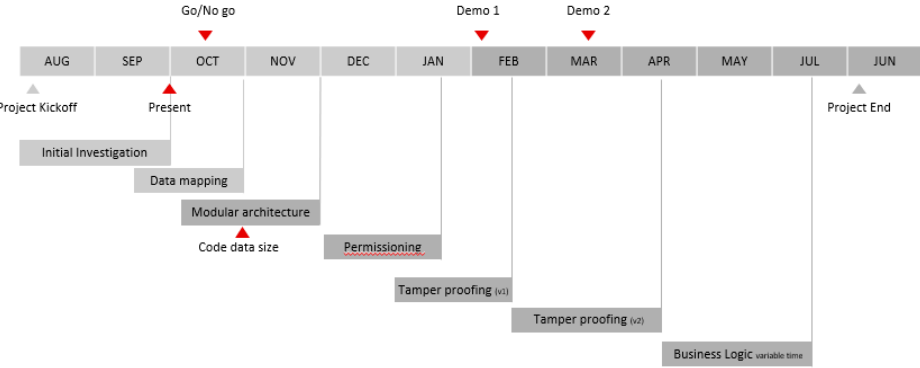 Go/No go Demo 1 Demo 2
AUG SEP OCT NOV DEC JAN FEB MAR APR MAY JUL JUN
Project Kickoff Present Project End
Initial Investigation
Data mapping
Modular architecture
Code data size Permissioning
Tamper proofing (v1)
Tamper proofing (v2)
Business Logic variable time